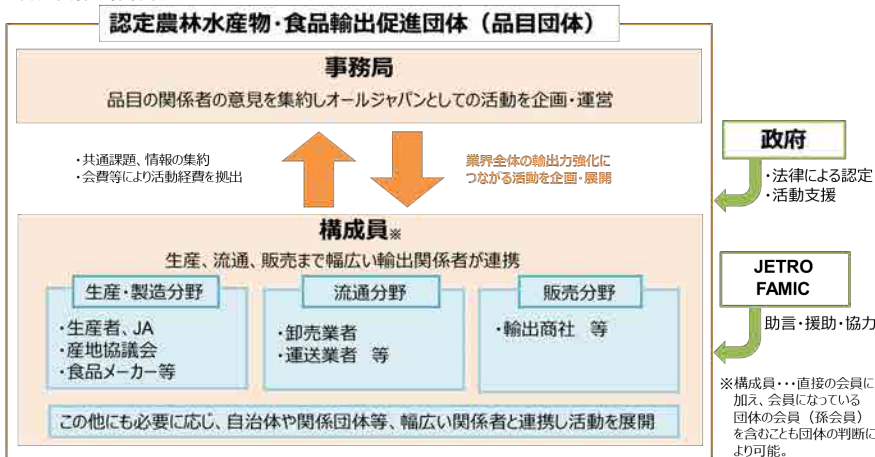 認定農林水産物・食品輸出促進団体（品目団体）
事務局
品目の関係者の意見を集約しオールジャパンとしての活動を企画・運営
・共通課題、情報の集約
・会費等により活動経費を拠出
業界全体の輸出力強化に
つながる活動を企画・展開
構成員※
生産、流通、販売まで幅広い輸出関係者が連携
生産・製造分野
・生産者、JA
・産地協議会
・食品メーカー等
流通分野
・卸売業者
・運送業者　等
販売分野
・輸出商社　等
この他にも必要に応じ、自治体や関係団体等、幅広い関係者と連携し活動を展開
政府
・法律による認定
・活動支援
JETRO
FAMIC
助言・援助・協力
※構成員・・・直接の会員に
加え、会員になっている
団体の会員（孫会員）
を含むことも団体の判断に
より可能。